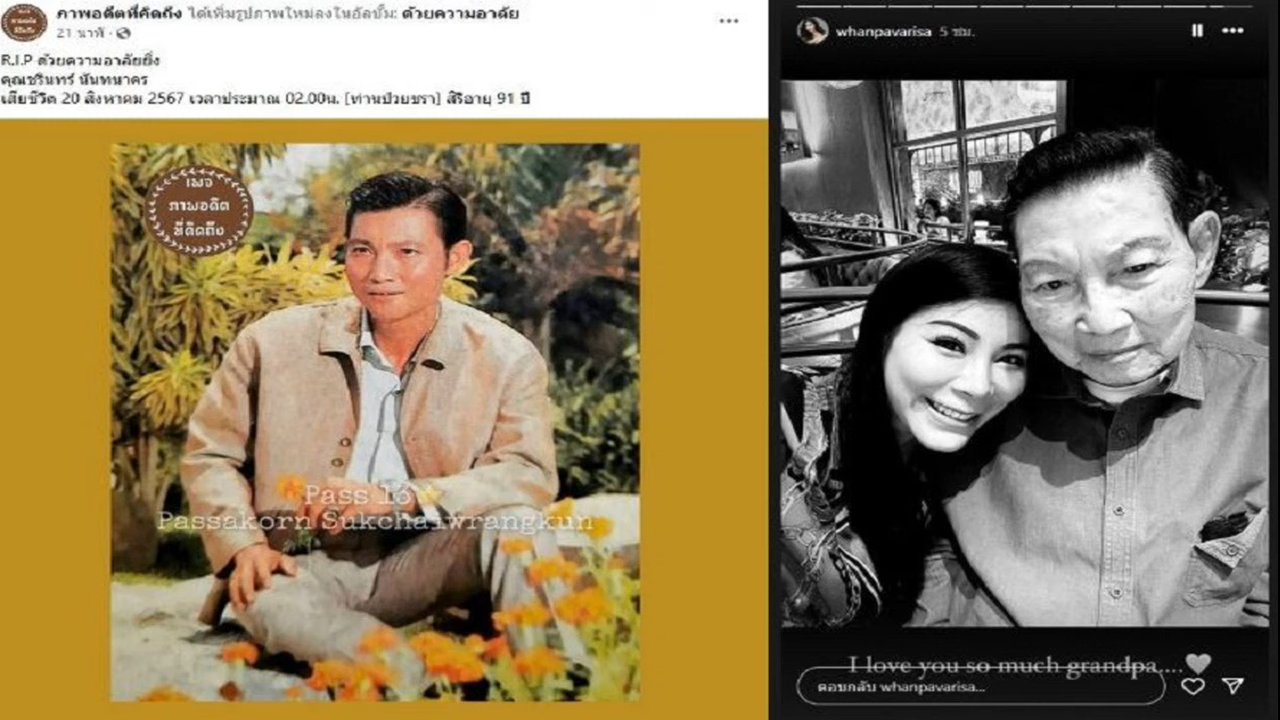 ภาพอดีตที่คิดถึง ได้เพิ่มรูปภาพใหม่ลงในอัลบั้ม: ด้วยความอาลัย
21 นาที
R.I.P ด้วยความอาลัยยิ่ง
คุณชรินทร์ นันทนาคร
เสียชีวิต 20 สิงหาคม 2567 เวลาประมาณ 02.00น. [ท่านป่วยชรา] สิริอายุ 91 ปี
เพจ
ภาพอดีต
ที่คิดถึง
Pass 16
Passakorn Sukchaiwrangkun
whanpavarisa 5 ชม.
I love you so much grandpa....
ตอบกลับ whanpavarisa...